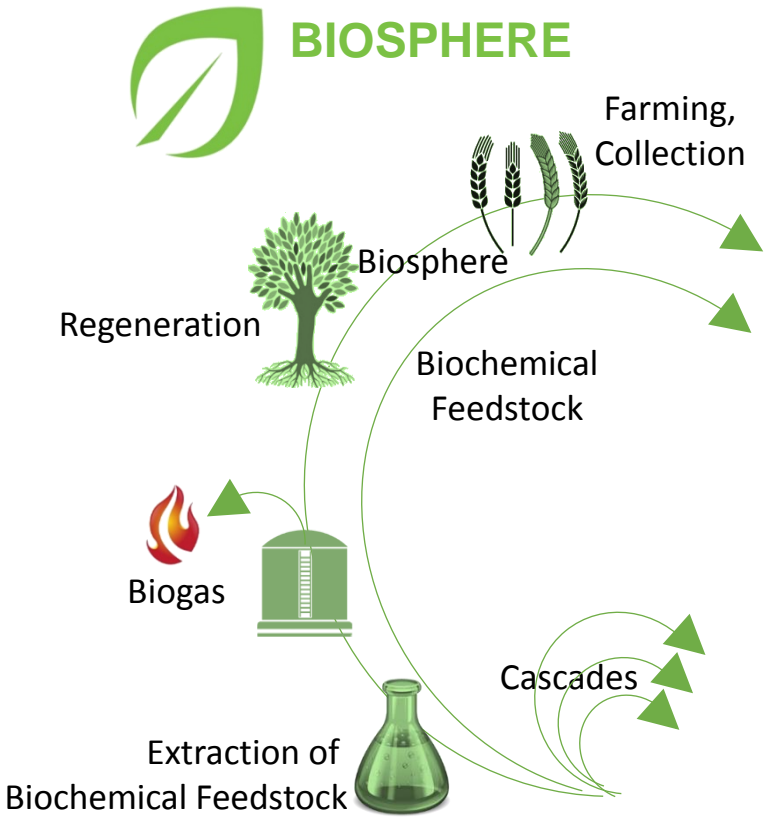 BIOSPHERE
Farming,
Collection
Biosphere
Regeneration
Biochemical
Feedstock
Biogas
Cascades
Extraction of
Biochemical Feedstock